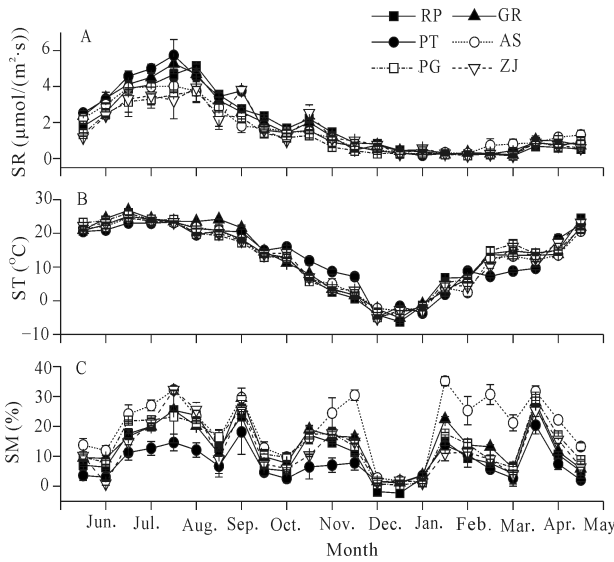 RP GR
PT AS
PG ZJ
A
SR (μmol/(m²·s)
6
4
2
0
B
ST (°C)
30
20
10
0
−10
C
SM (%)
40
30
20
10
0
Jun. Jul. Aug. Sep. Oct. Nov. Dec. Jan. Feb. Mar. Apr. May
Month